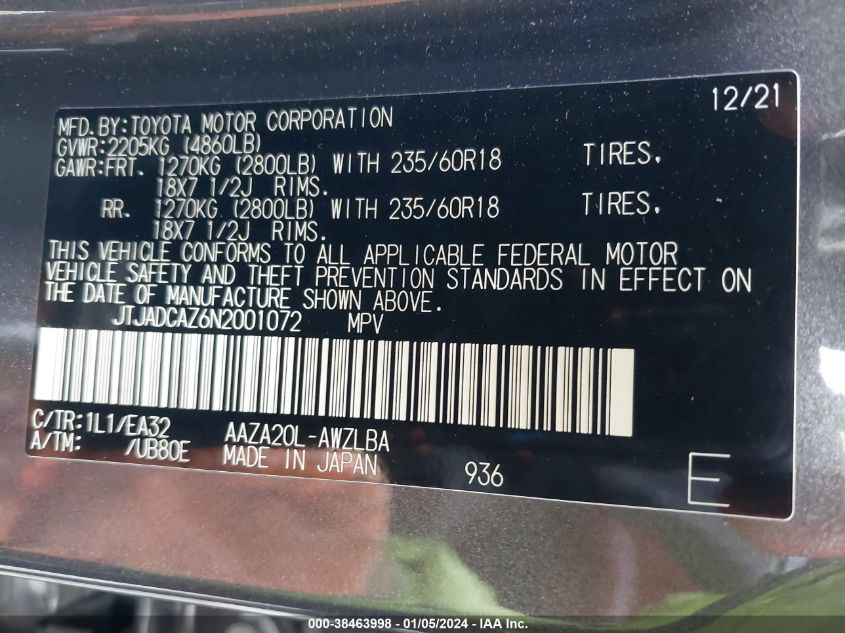 12/21
MFD.BY:TOYOTA MOTOR CORPORATION
GVWR:2205KG (4860LB)
GAWR:FRT. 1270KG (2800LB) WITH 235/60R18 TIRES.
18X7 1/2J RIMS.
RR. 1270KG (2800LB) WITH 235/60R18 TIRES.
18X7 1/2J RIMS.
THIS VEHICLE CONFORMS TO ALL APPLICABLE FEDERAL MOTOR
VEHICLE SAFETY AND THEFT PREVENTION STANDARDS IN EFFECT ON
THE DATE OF MANUFACTURE SHOWN ABOVE.
JTJADCAZ6N2001072 MPV
C/TR:1L1/EA32 AAZA20L-AWZLBA
A/TM: /UB80E MADE IN JAPAN 936 E
000-38463998 - 01/05/2024 - IAA Inc.